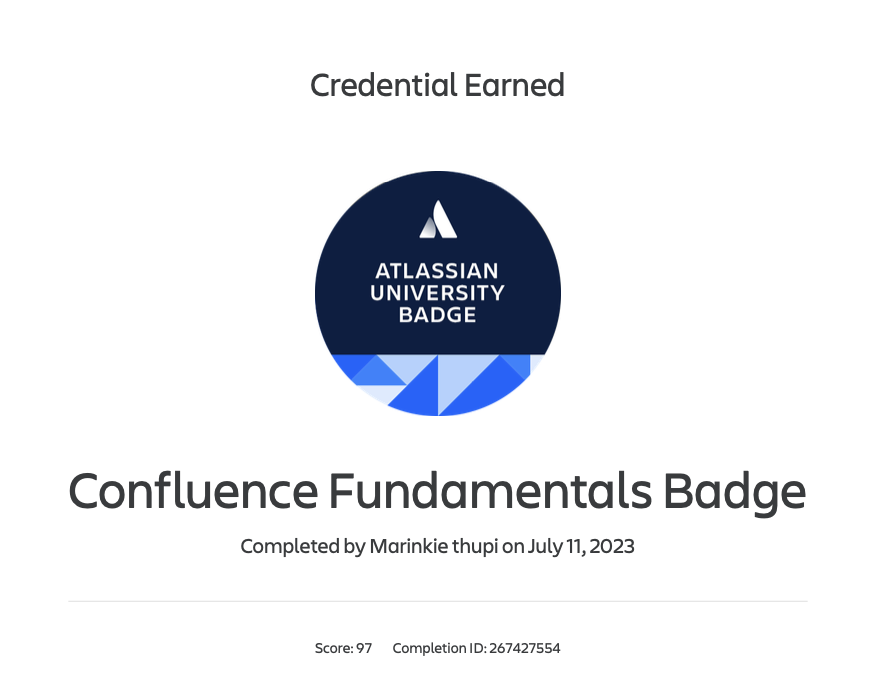 Credential Earned
ATLASSIAN
UNIVERSITY
BADGE
Confluence Fundamentals Badge
Completed by Marinkie thupi on July 11, 2023
Score: 97 Completion ID: 267427554